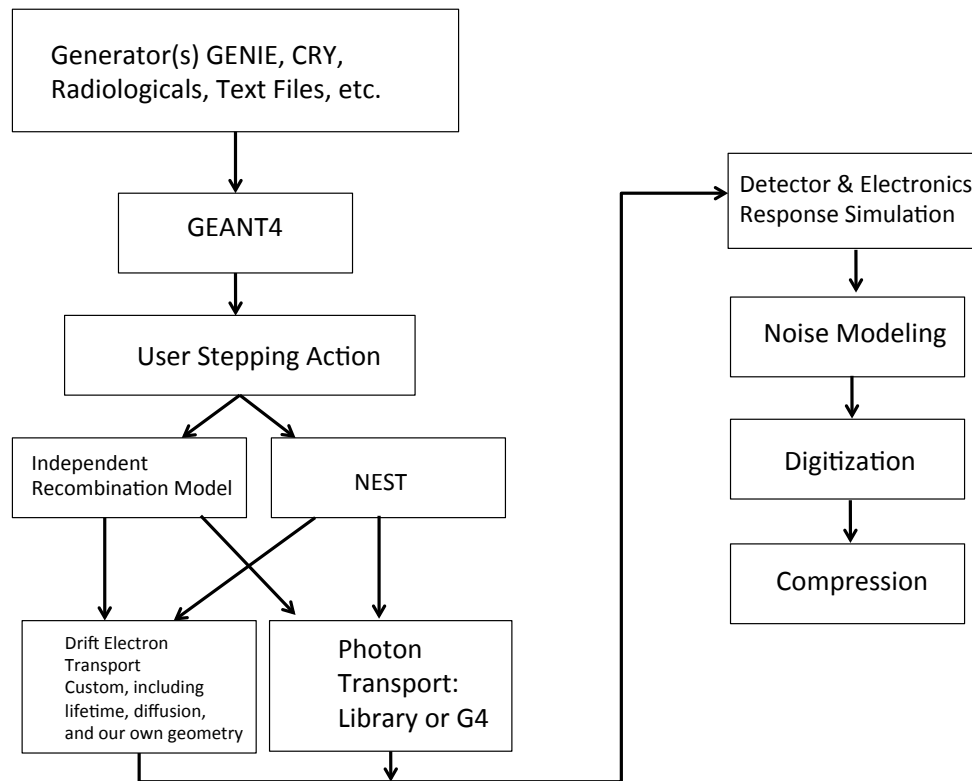 Generator(s) GENIE, CRY,
Radiologicals, Text Files, etc.
GEANT4
User Stepping Action
Independent
Recombination Model
NEST
Drift Electron
Transport
Custom, including
lifetime, diffusion,
and our own geometry
Photon
Transport:
Library or G4
Detector & Electronics
Response Simulation
Noise Modeling
Digitization
Compression